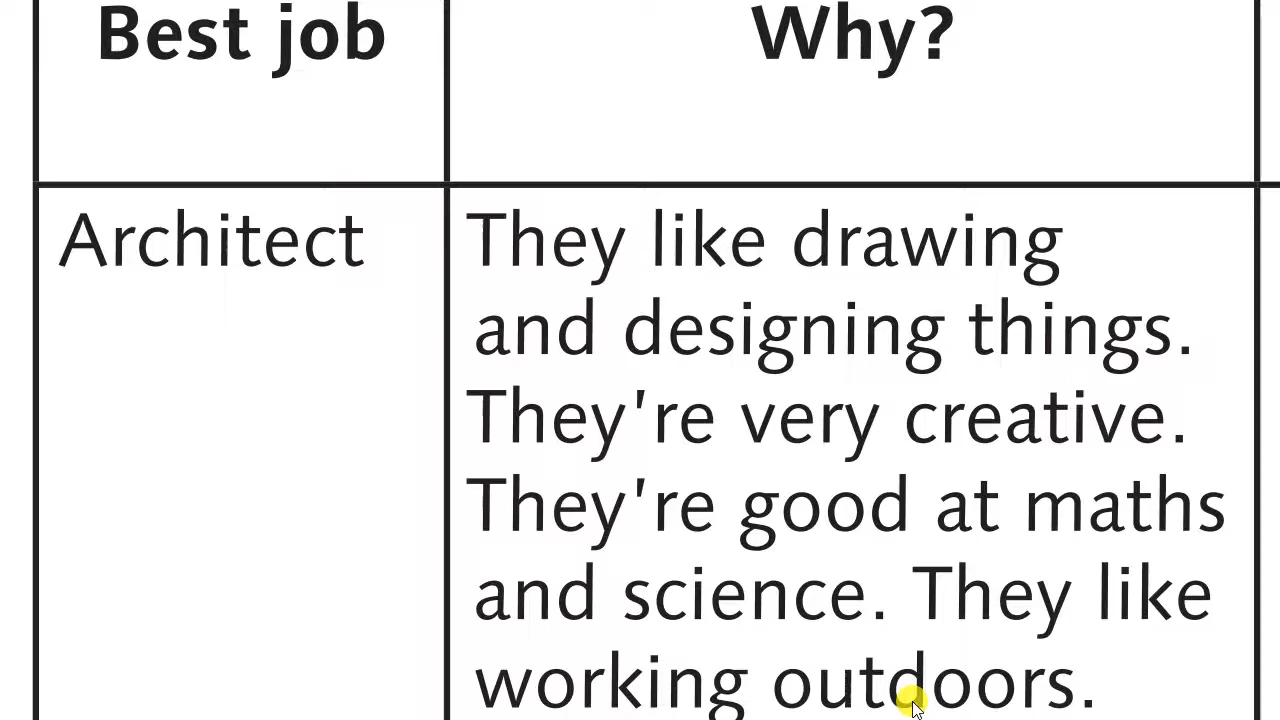 Best job
Why?
Architect
They like drawing
and designing things.
They're very creative.
They're good at maths
and science. They like
working outdoors.